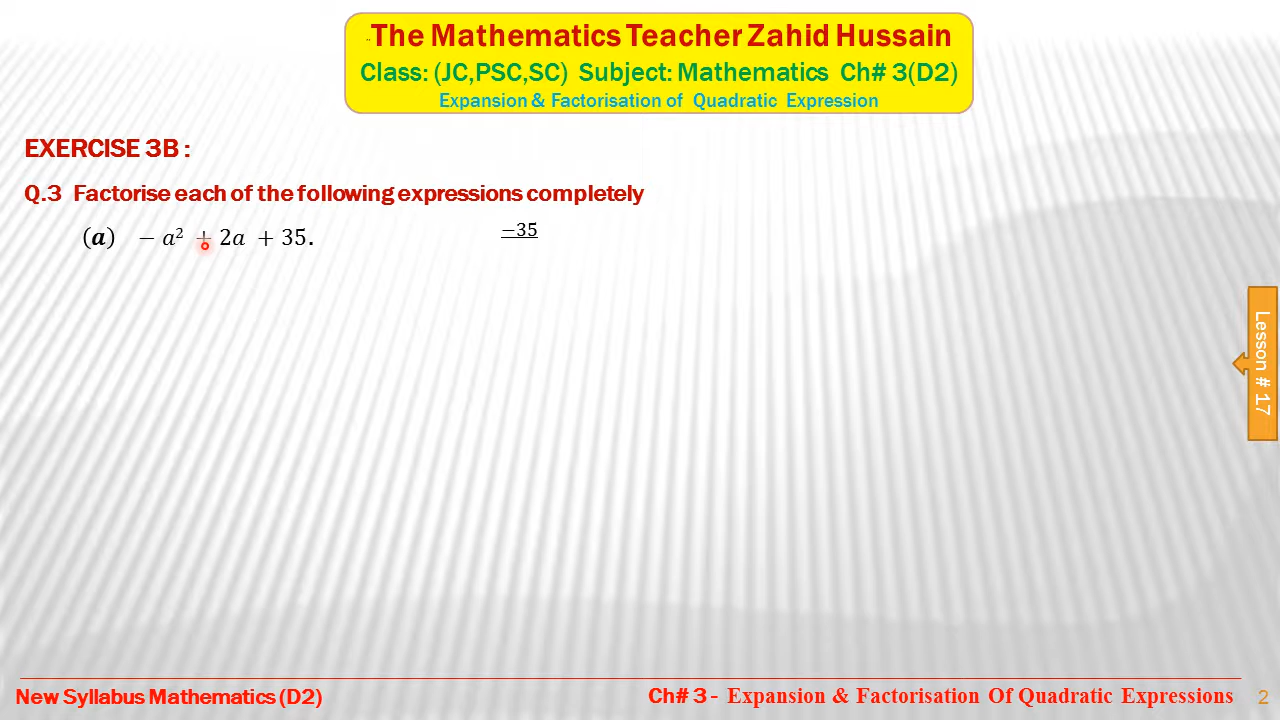 The Mathematics Teacher Zahid Hussain
Class: (JC,PSC,SC) Subject: Mathematics Ch# 3(D2)
Expansion & Factorisation of Quadratic Expression
EXERCISE 3B :
Q.3 Factorise each of the following expressions completely
(a) − a² + 2a + 35.
−35
Lesson # 17
New Syllabus Mathematics (D2)
Ch# 3 - Expansion & Factorisation Of Quadratic Expressions
2